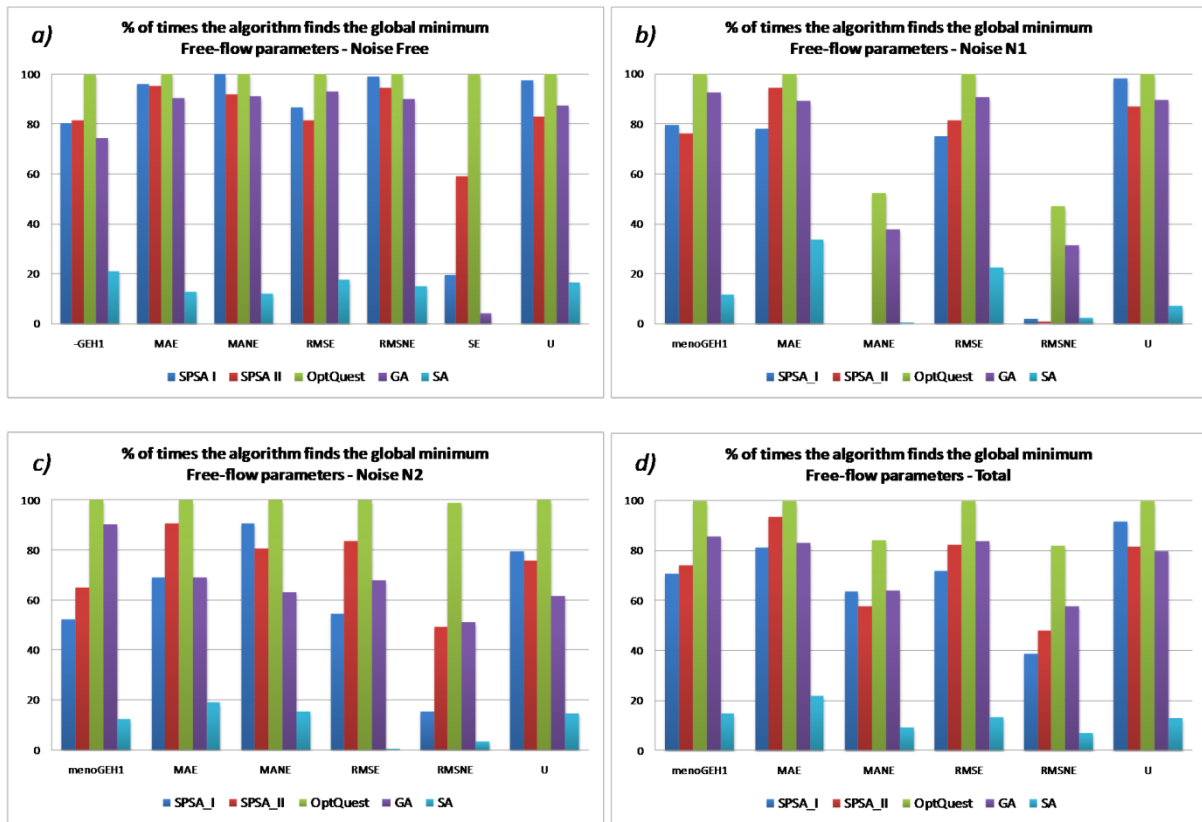 a)
% of times the algorithm finds the global minimum
Free-flow parameters - Noise Free
100
80
60
40
20
0
-GEH1 MAE MANE RMSE RMSNE SE U
SPSA I SPSA II OptQuest GA SA
b)
% of times the algorithm finds the global minimum
Free-flow parameters - Noise N1
100
80
60
40
20
0
menoGEH1 MAE MANE RMSE RMSNE U
SPSA_I SPSA_II OptQuest GA SA
c)
% of times the algorithm finds the global minimum
Free-flow parameters - Noise N2
100
80
60
40
20
0
menoGEH1 MAE MANE RMSE RMSNE U
SPSA_I SPSA_II OptQuest GA SA
d)
% of times the algorithm finds the global minimum
Free-flow parameters - Total
100
80
60
40
20
0
menoGEH1 MAE MANE RMSE RMSNE U
SPSA_I SPSA_II OptQuest GA SA